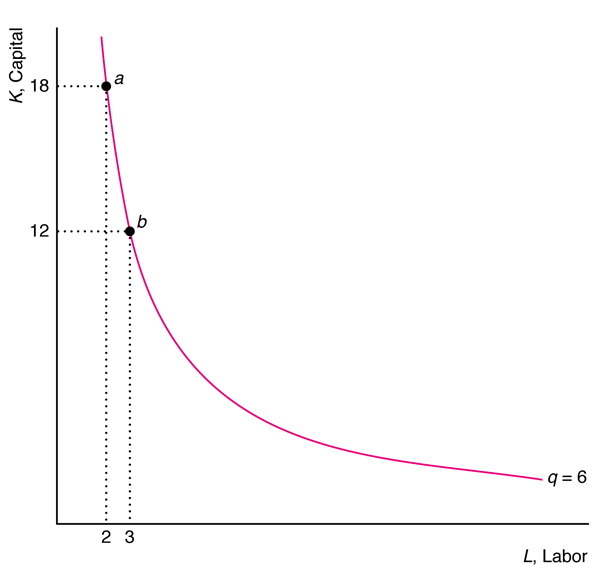 K, Capital
18
a
12
b
q = 6
2 3
L, Labor